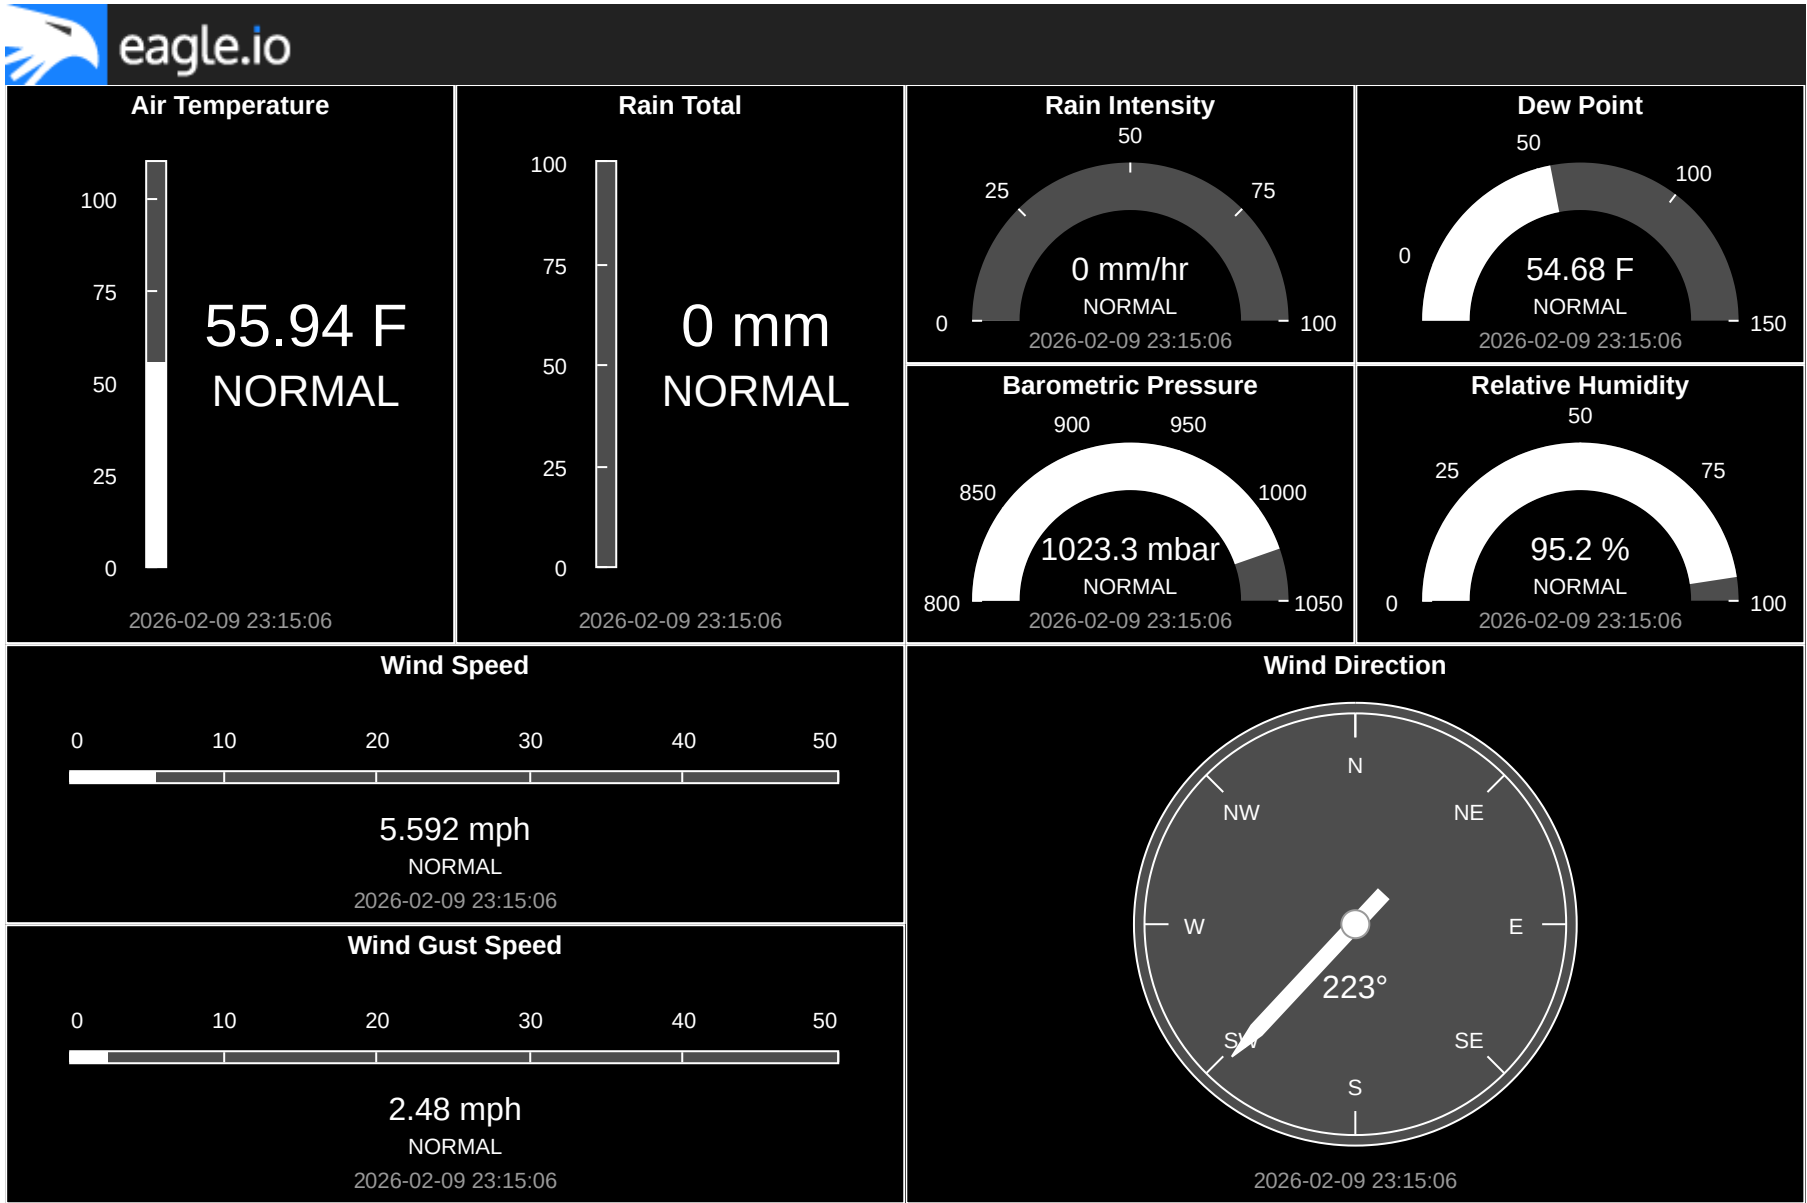 eagle.io
Air Temperature
100
75
50
25
0
55.94 F
NORMAL
2026-02-09 23:15:06
Rain Total
100
75
50
25
0
0 mm
NORMAL
2026-02-09 23:15:06
Rain Intensity
0
25
50
75
100
0 mm/hr
NORMAL
2026-02-09 23:15:06
Dew Point
0
50
100
150
54.68 F
NORMAL
2026-02-09 23:15:06
Barometric Pressure
800
850
900
950
1000
1050
1023.3 mbar
NORMAL
2026-02-09 23:15:06
Relative Humidity
0
25
50
75
100
95.2 %
NORMAL
2026-02-09 23:15:06
Wind Speed
0 10 20 30 40 50
5.592 mph
NORMAL
2026-02-09 23:15:06
Wind Gust Speed
0 10 20 30 40 50
2.48 mph
NORMAL
2026-02-09 23:15:06
Wind Direction
N
NW NE
W E
223°
SW SE
S
2026-02-09 23:15:06